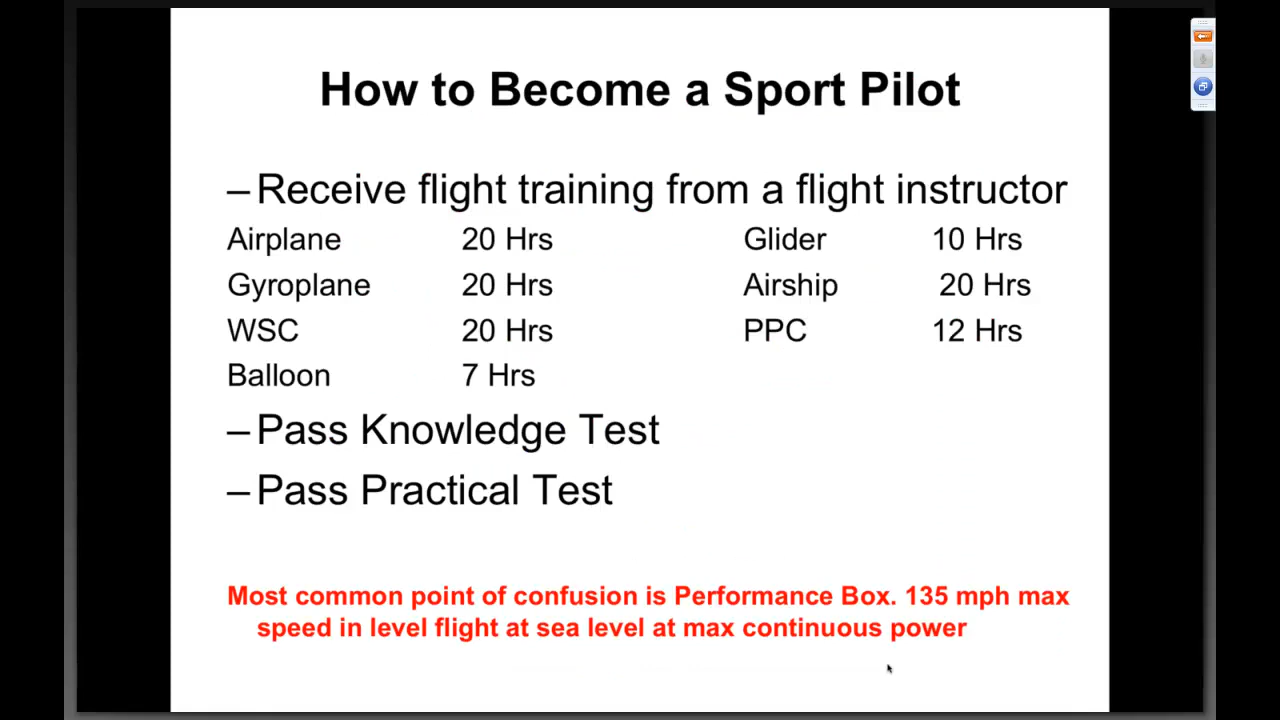 How to Become a Sport Pilot
–Receive flight training from a flight instructor
Airplane 20 Hrs Glider 10 Hrs
Gyroplane 20 Hrs Airship 20 Hrs
WSC 20 Hrs PPC 12 Hrs
Balloon 7 Hrs
–Pass Knowledge Test
–Pass Practical Test
Most common point of confusion is Performance Box. 135 mph max
speed in level flight at sea level at max continuous power